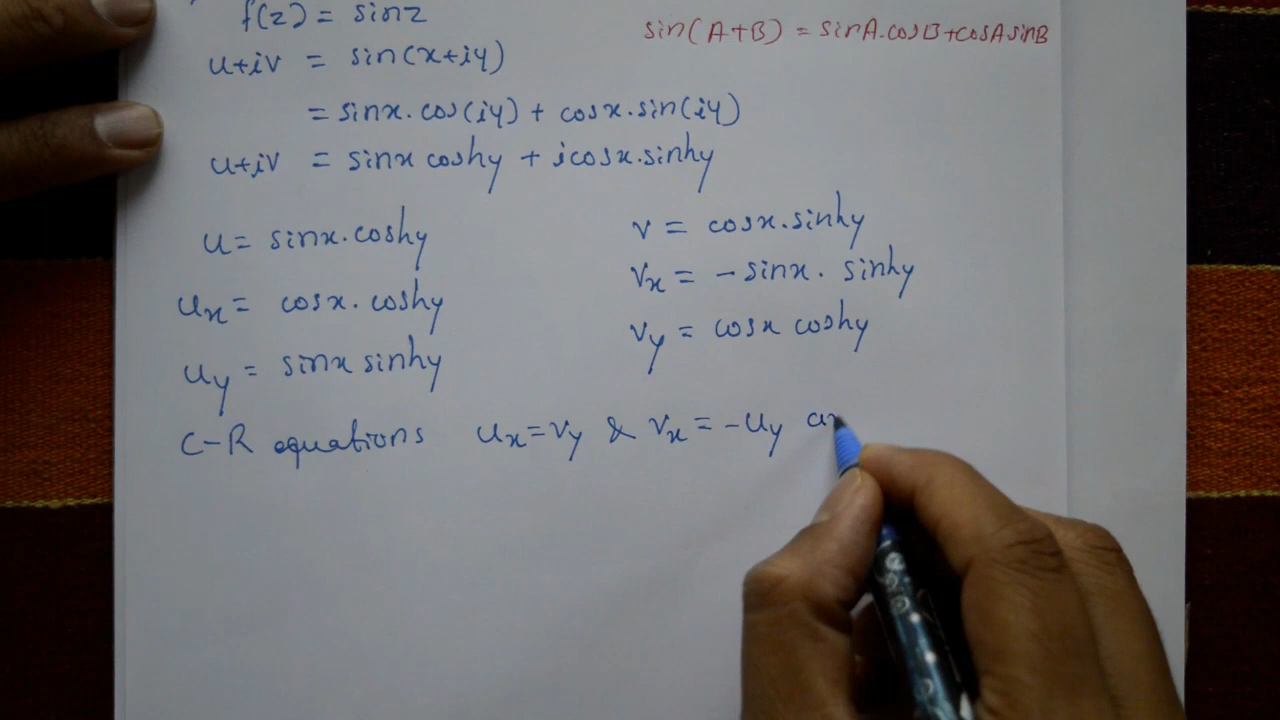 f(z) = sinz
sin(A+B) = sinA.cosB+cosA sinB
u+iv = sin(x+iy)
= sinx.cos(iy) + cosx.sin(iy)
u+iv = sinx coshy + icosx.sinhy
u = sinx.coshy
v = cosx.sinhy
ux = cosx.coshy
vx = -sinx. sinhy
uy = sinx sinhy
vy = cosx coshy
C-R equations ux=vy & vx=-uy